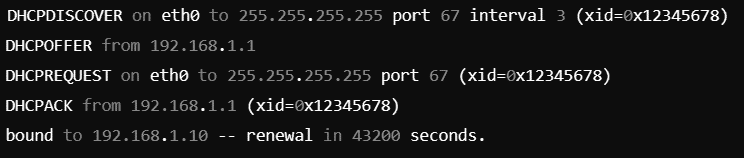 DHCPDISCOVER on eth0 to 255.255.255.255 port 67 interval 3 (xid=0x12345678)
DHCPOFFER from 192.168.1.1
DHCPREQUEST on eth0 to 255.255.255.255 port 67 (xid=0x12345678)
DHCPACK from 192.168.1.1 (xid=0x12345678)
bound to 192.168.1.10 -- renewal in 43200 seconds.